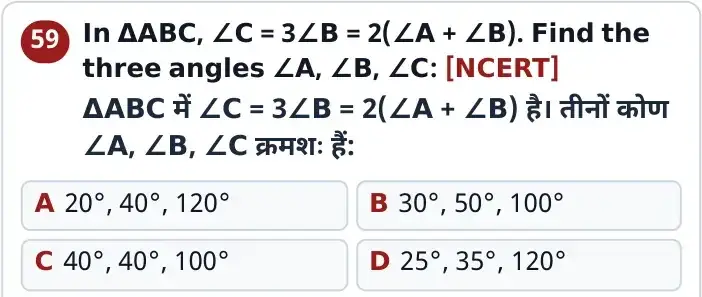 59 In ΔABC, ∠C = 3∠B = 2(∠A + ∠B). Find the
three angles ∠A, ∠B, ∠C: [NCERT]
ΔABC में ∠C = 3∠B = 2(∠A + ∠B) है। तीनों कोण
∠A, ∠B, ∠C क्रमशः हैं:
A 20°, 40°, 120°
B 30°, 50°, 100°
C 40°, 40°, 100°
D 25°, 35°, 120°